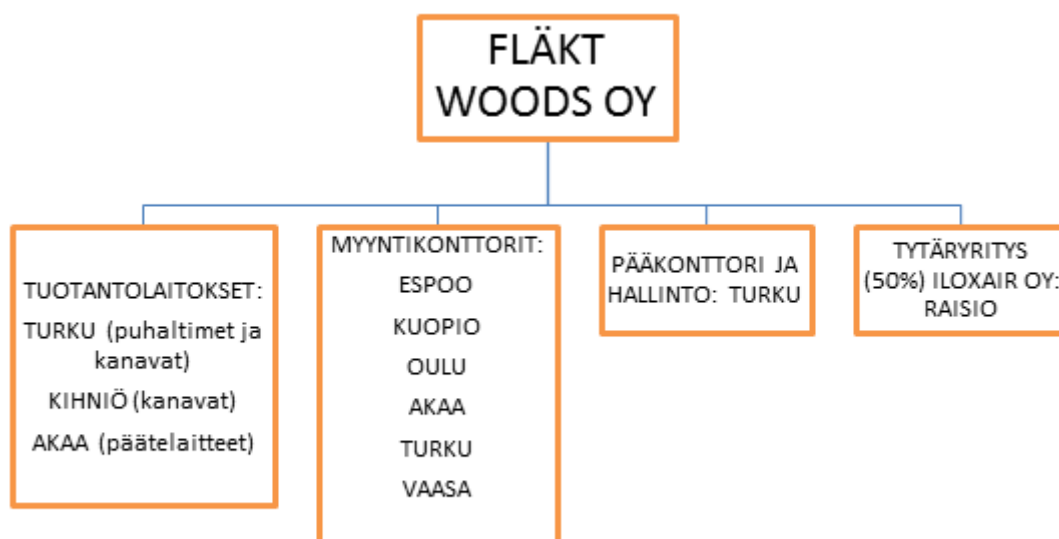 FLÄKT
WOODS OY
TUOTANTOLAITOKSET:
TURKU (puhaltimet ja
kanavat)
KIHNIÖ (kanavat)
AKAA (päätelaitteet)
MYYNTIKONTTORIT:
ESPOO
KUOPIO
OULU
AKAA
TURKU
VAASA
PÄÄKONTTORI JA
HALLINTO: TURKU
TYTÄRYRITYS
(50%) ILOXAIR OY:
RAISIO